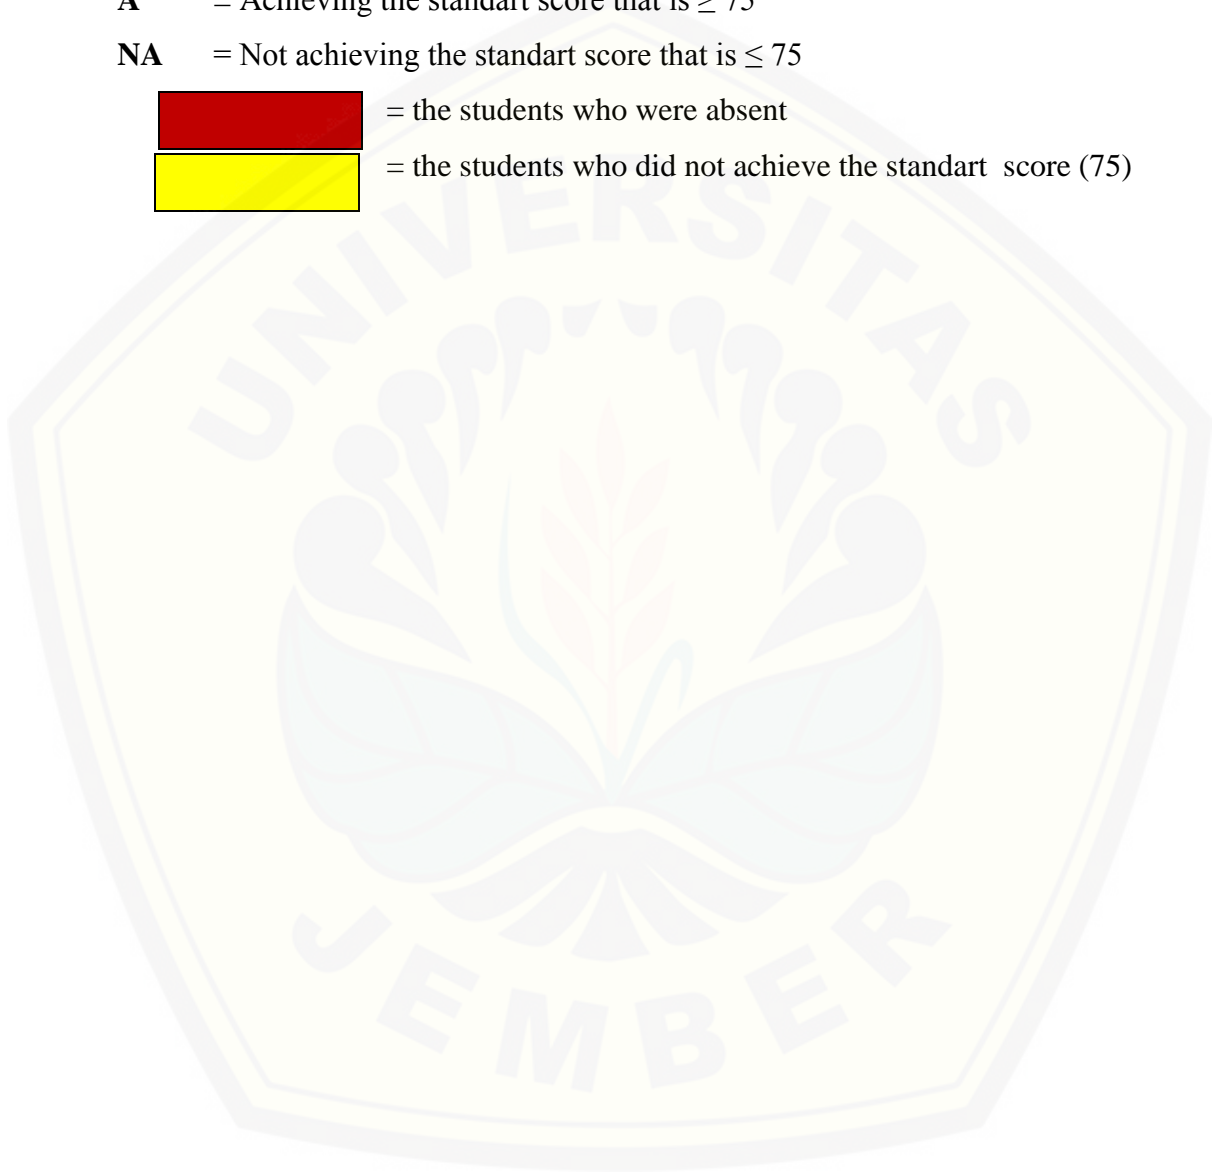 A = Achieving the standart score that is ≥ 75
NA = Not achieving the standart score that is ≤ 75
= the students who were absent
= the students who did not achieve the standart score (75)
UNIVERSITAS
JEMBER